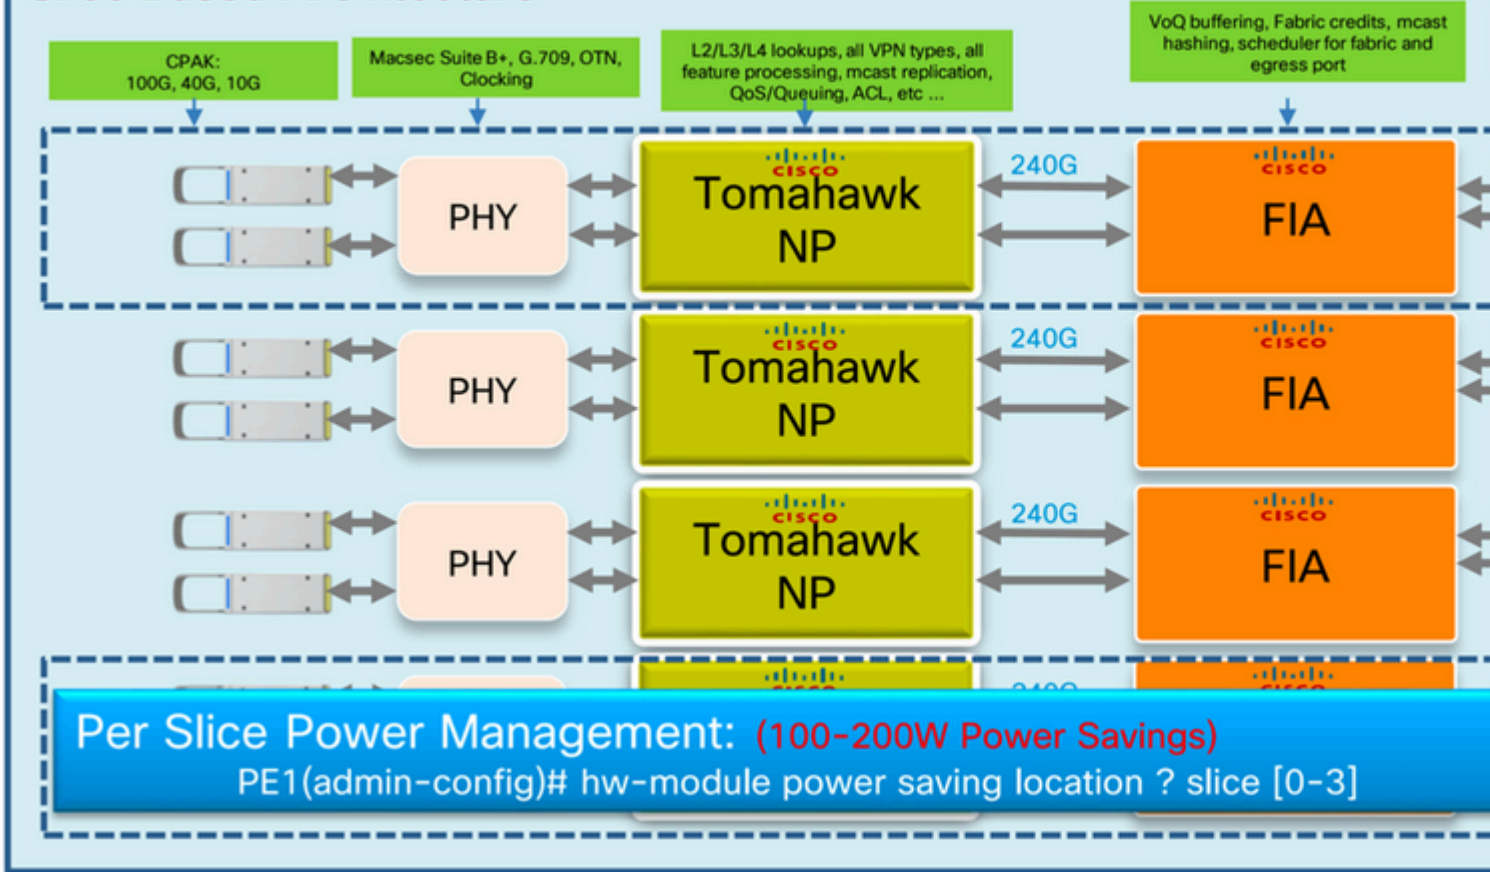 CPAK:
100G, 40G, 10G
Macsec Suite B+, G.709, OTN,
Clocking
L2/L3/L4 lookups, all VPN types, all
feature processing, mcast replication,
QoS/Queuing, ACL, etc ...
VoQ buffering, Fabric credits, mcast
hashing, scheduler for fabric and
egress port
PHY
CISCO
Tomahawk
NP
240G
CISCO
FIA
PHY
CISCO
Tomahawk
NP
240G
CISCO
FIA
PHY
CISCO
Tomahawk
NP
240G
CISCO
FIA
CISCO
240G
CISCO
Per Slice Power Management: (100-200W Power Savings)
PE1(admin-config)# hw-module power saving location ? slice [0-3]